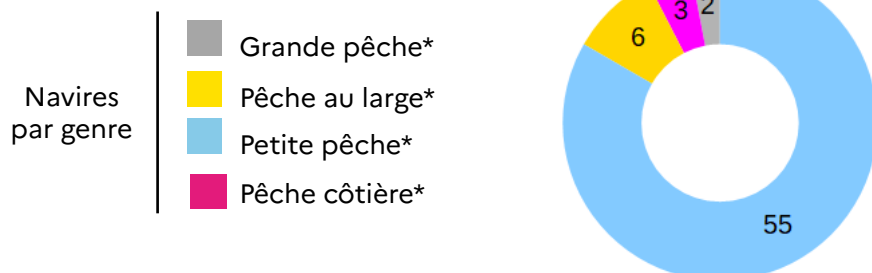 Navires
par genre
Grande pêche*
Pêche au large*
Petite pêche*
Pêche côtière*
6
3
2
55